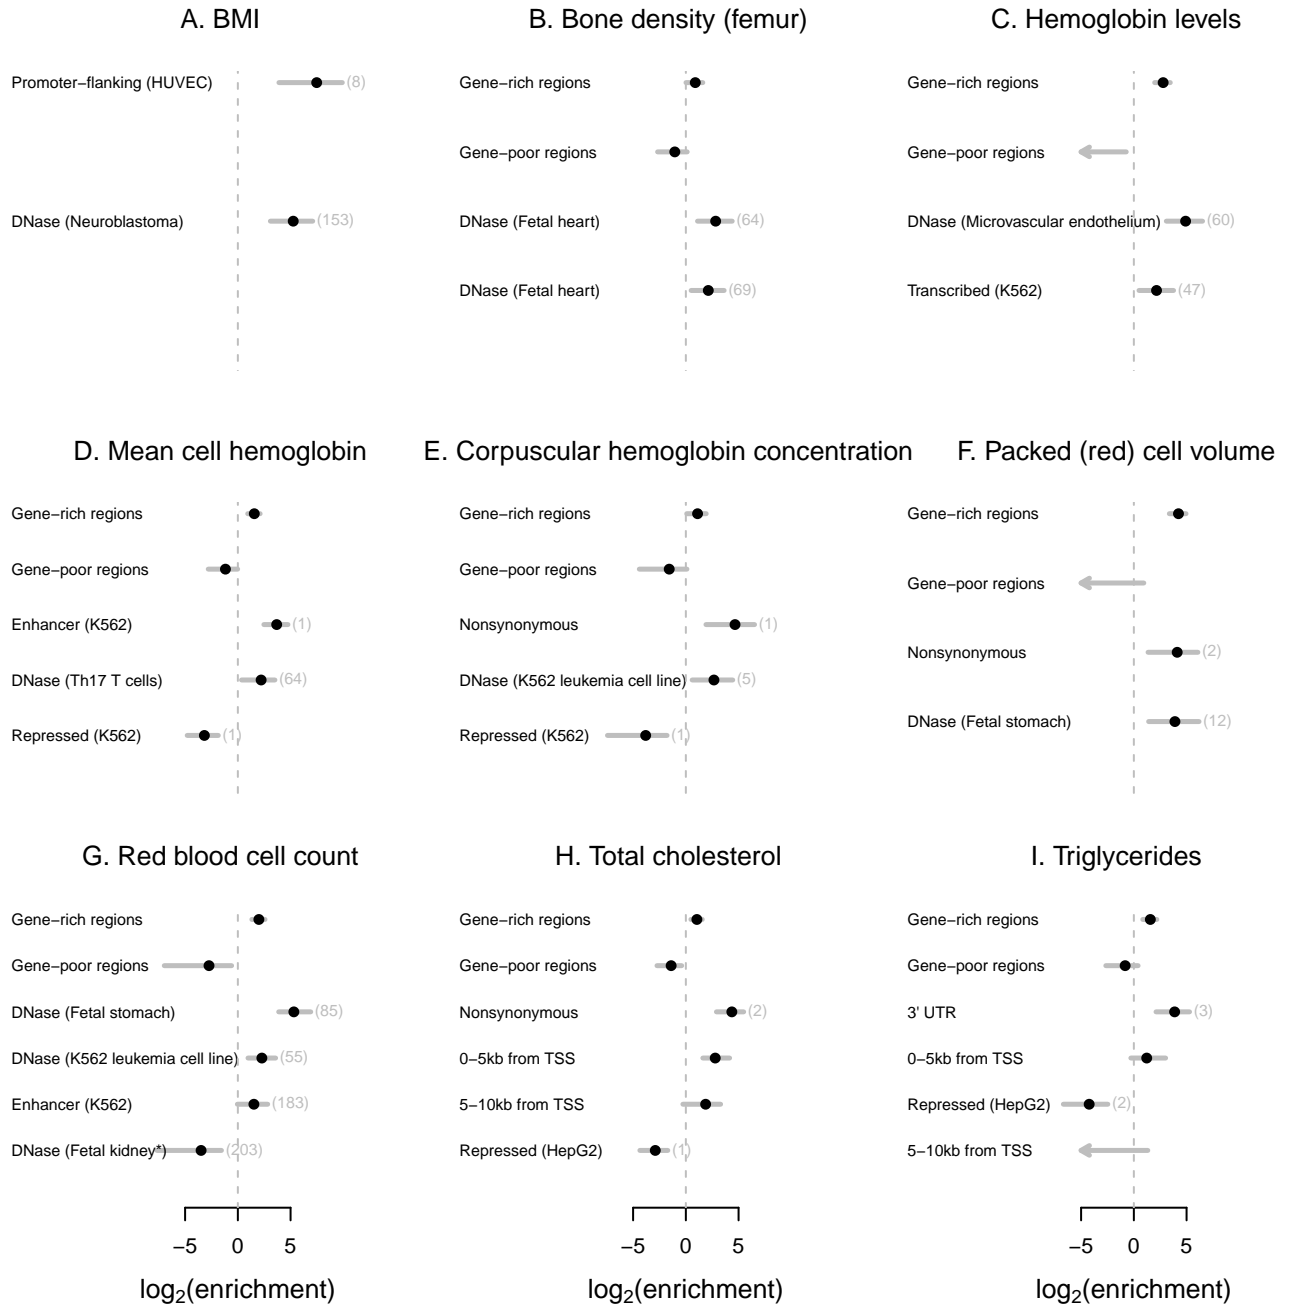 A. BMI
Promoter−flanking (HUVEC) (8)
DNase (Neuroblastoma) (153)
B. Bone density (femur)
Gene−rich regions
Gene−poor regions
DNase (Fetal heart) (64)
DNase (Fetal heart) (69)
C. Hemoglobin levels
Gene−rich regions
Gene−poor regions
DNase (Microvascular endothelium) (60)
Transcribed (K562) (47)
D. Mean cell hemoglobin
Gene−rich regions
Gene−poor regions
Enhancer (K562) (1)
DNase (Th17 T cells) (64)
Repressed (K562) (1)
E. Corpuscular hemoglobin concentration
Gene−rich regions
Gene−poor regions
Nonsynonymous (1)
DNase (K562 leukemia cell line) (5)
Repressed (K562) (1)
F. Packed (red) cell volume
Gene−rich regions
Gene−poor regions
Nonsynonymous (2)
DNase (Fetal stomach) (12)
G. Red blood cell count
Gene−rich regions
Gene−poor regions
DNase (Fetal stomach) (85)
DNase (K562 leukemia cell line) (55)
Enhancer (K562) (183)
DNase (Fetal kidney*) (203)
−5 0 5
log₂(enrichment)
H. Total cholesterol
Gene−rich regions
Gene−poor regions
Nonsynonymous (2)
0−5kb from TSS
5−10kb from TSS
Repressed (HepG2) (1)
−5 0 5
log₂(enrichment)
I. Triglycerides
Gene−rich regions
Gene−poor regions
3' UTR (3)
0−5kb from TSS
Repressed (HepG2) (2)
5−10kb from TSS
−5 0 5
log₂(enrichment)